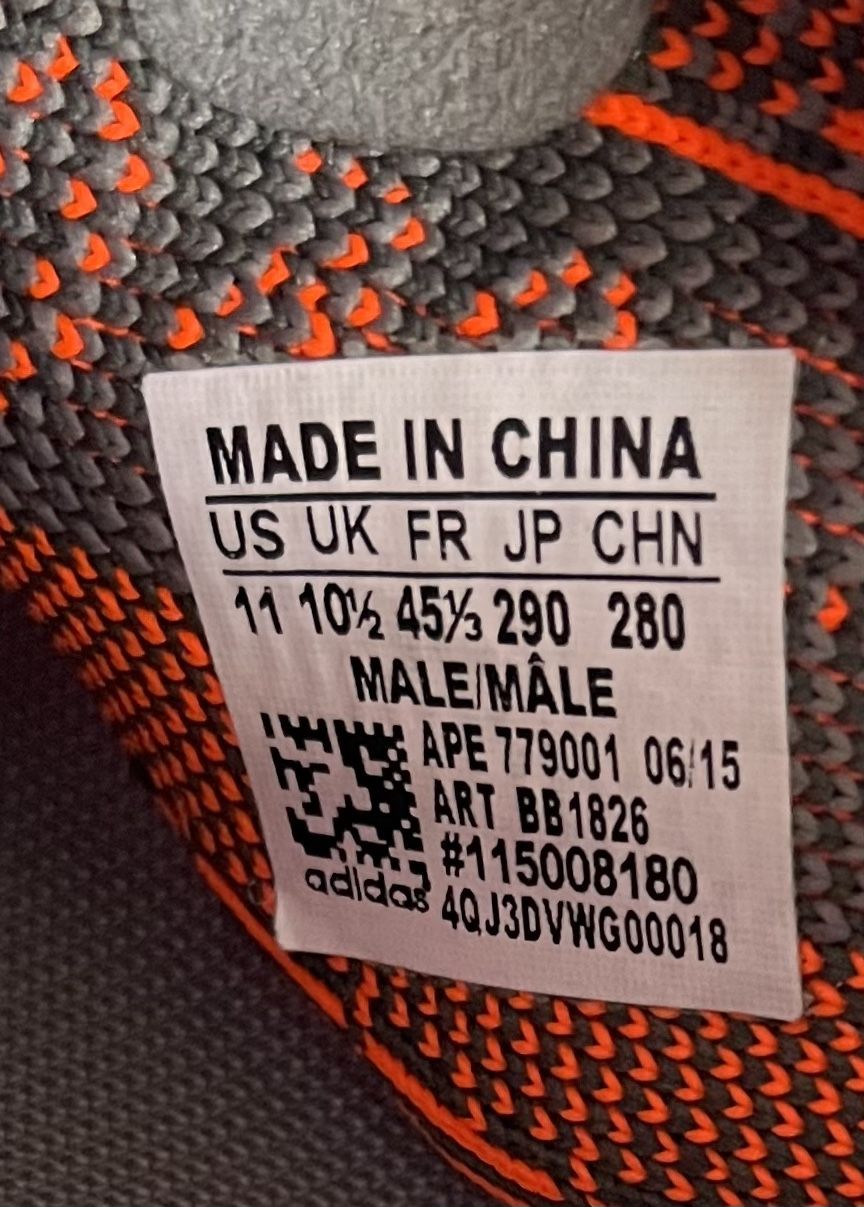 MADE IN CHINA
US UK FR JP CHN
11 10½ 45⅓ 290 280
MALE/MÂLE
APE 779001 06/15
ART BB1826
#115008180
adidas 4QJ3DVWG00018